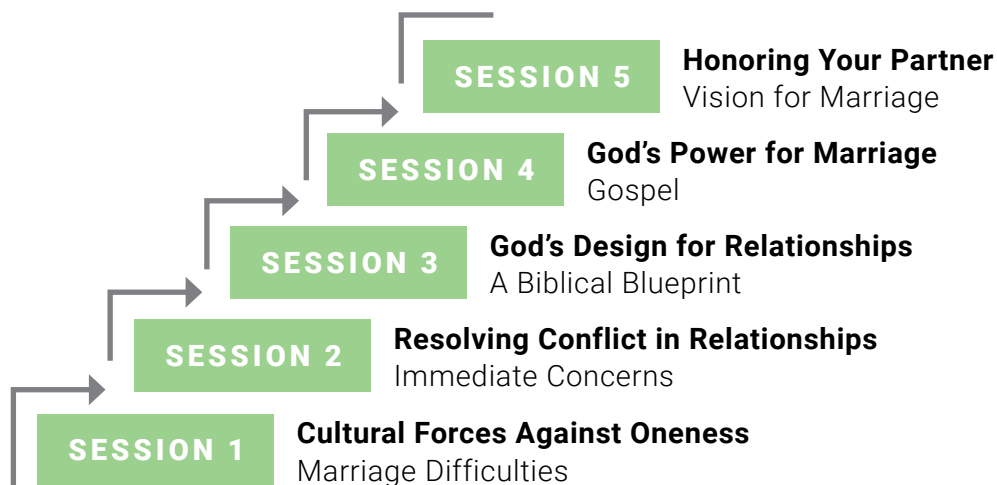 SESSION 5
Honoring Your Partner
Vision for Marriage
SESSION 4
God’s Power for Marriage
Gospel
SESSION 3
God’s Design for Relationships
A Biblical Blueprint
SESSION 2
Resolving Conflict in Relationships
Immediate Concerns
SESSION 1
Cultural Forces Against Oneness
Marriage Difficulties